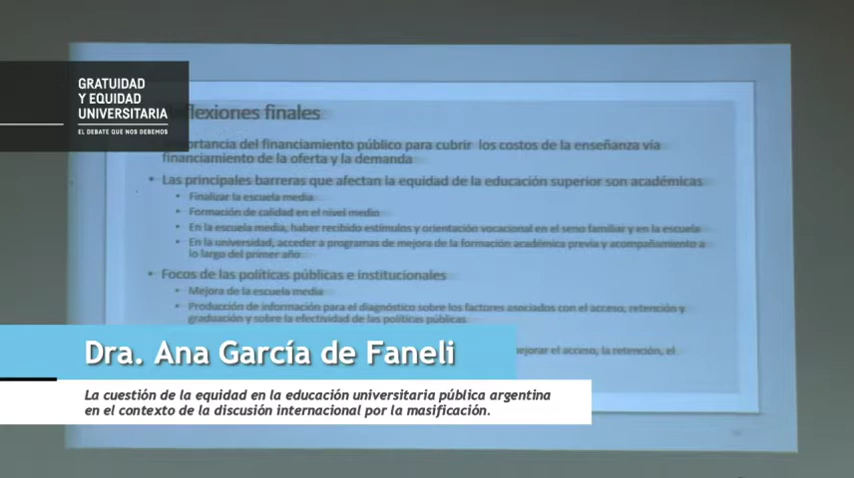 GRATUIDAD
Y EQUIDAD
UNIVERSITARIA
EL DEBATE QUE NOS DEBEMOS
flexiones finales
ortancia del financiamiento público para cubrir los costos de la enseñanza vía
financiamiento de la oferta y la demanda
• Las principales barreras que afectan la equidad de la educación superior son académicas
• Finalizar la escuela media
• Formación de calidad en el nivel medio
• En la escuela media, haber recibido estímulos y orientación vocacional en el seno familiar y en la escuela
• En la universidad, acceder a programas de mejora de la formación académica previa y acompañamiento a
lo largo del primer año
• Focos de las políticas públicas e institucionales
• Mejora de la escuela media
• Producción de información para el diagnóstico sobre los factores asociados con el acceso, retención y
graduación y sobre la efectividad de las políticas públicas
ejorar el acceso, la retención, el
Dra. Ana García de Faneli
La cuestión de la equidad en la educación universitaria pública argentina
en el contexto de la discusión internacional por la masificación.